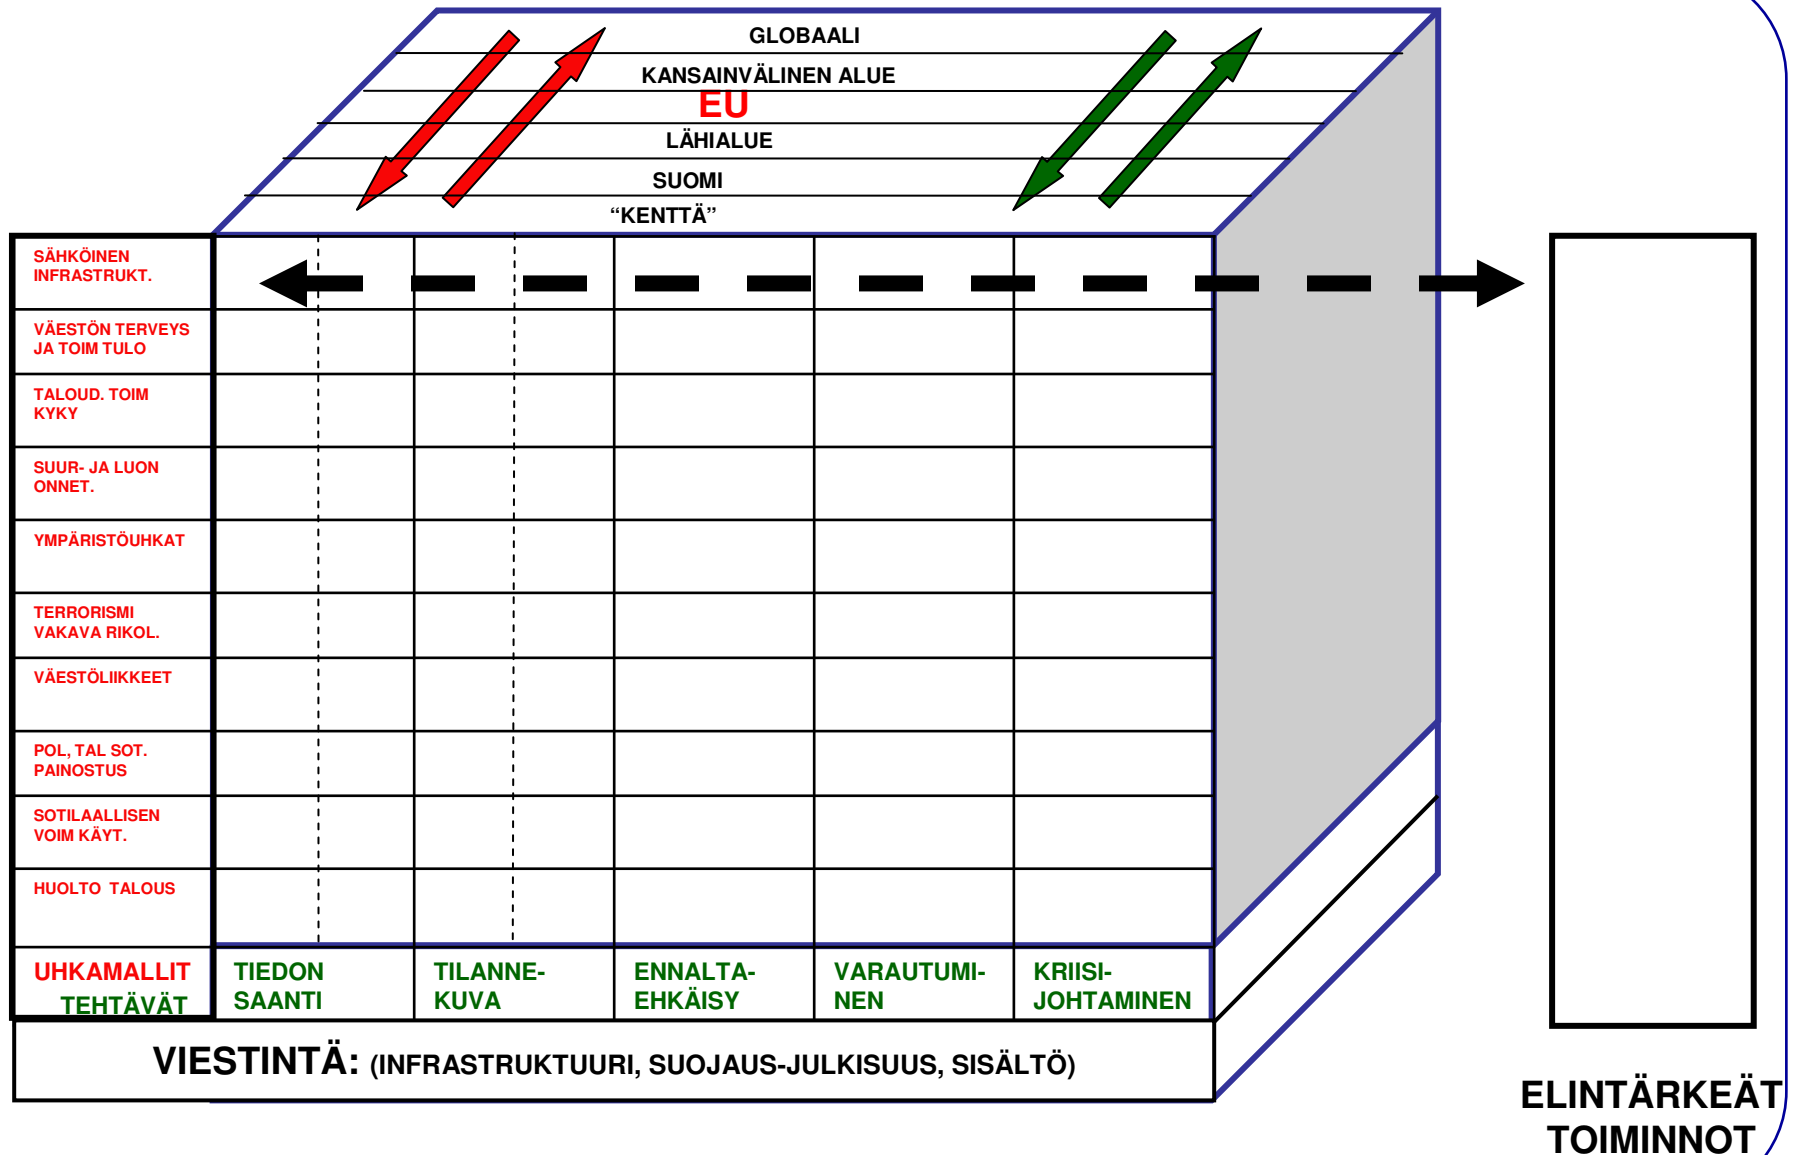 GLOBAALI
KANSAINVÄLINEN ALUE
EU
LÄHIALUE
SUOMI
“KENTTÄ”
SÄHKÖINEN
INFRASTRUKT.
VÄESTÖN TERVEYS
JA TOIM TULO
TALOUD. TOIM
KYKY
SUUR- JA LUON
ONNET.
YMPÄRISTÖUHKAT
TERRORISMI
VAKAVA RIKOL.
VÄESTÖLIIKKEET
POL, TAL SOT.
PAINOSTUS
SOTILAALLISEN
VOIM KÄYT.
HUOLTO TALOUS
UHKAMALLIT
TEHTÄVÄT
TIEDON
SAANTI
TILANNE-
KUVA
ENNALTA-
EHKÄISY
VARAUTUMI-
NEN
KRIISI-
JOHTAMINEN
VIESTINTÄ: (INFRASTRUKTUURI, SUOJAUS-JULKISUUS, SISÄLTÖ)
ELINTÄRKEÄT
TOIMINNOT